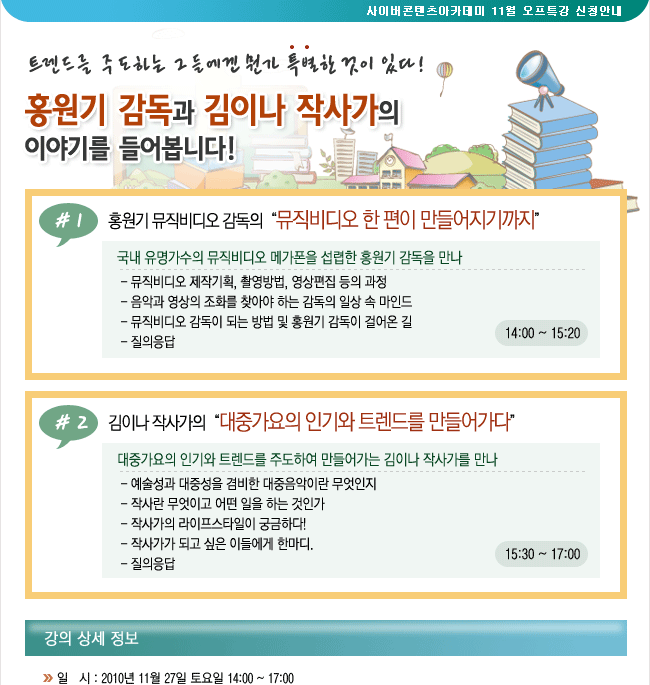 사이버콘텐츠아카데미 11월 오프특강 신청안내
트렌드를 주도하는 그들에겐 뭔가 특별한 것이 있다!
홍원기 감독과 김이나 작사가의
이야기를 들어봅니다!
#1 홍원기 뮤직비디오 감독의 “뮤직비디오 한 편이 만들어지기까지”
국내 유명가수의 뮤직비디오 메가폰을 섭렵한 홍원기 감독을 만나
- 뮤직비디오 제작기획, 촬영방법, 영상편집 등의 과정
- 음악과 영상의 조화를 찾아야 하는 감독의 일상 속 마인드
- 뮤직비디오 감독이 되는 방법 및 홍원기 감독이 걸어온 길
- 질의응답
14:00 ~ 15:20
#2 김이나 작사가의 “대중가요의 인기와 트렌드를 만들어가다”
대중가요의 인기와 트렌드를 주도하여 만들어가는 김이나 작사가를 만나
- 예술성과 대중성을 겸비한 대중음악이란 무엇인지
- 작사란 무엇이고 어떤 일을 하는 것인가
- 작사가의 라이프스타일이 궁금하다!
- 작사가가 되고 싶은 이들에게 한마디.
- 질의응답
15:30 ~ 17:00
강의 상세 정보
» 일 시 : 2010년 11월 27일 토요일 14:00 ~ 17:00